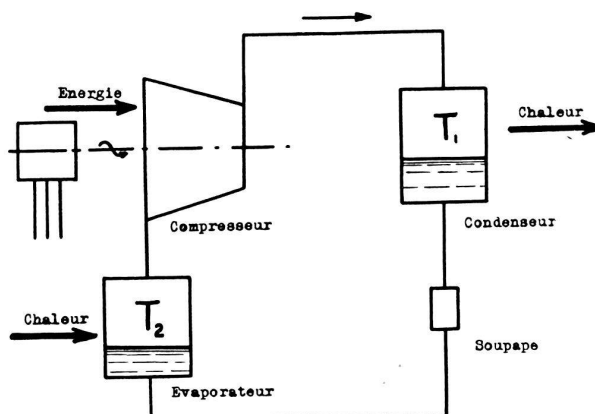 Energie
T1
Chaleur
Compresseur
Condenseur
Chaleur
T2
Soupape
Evaporateur